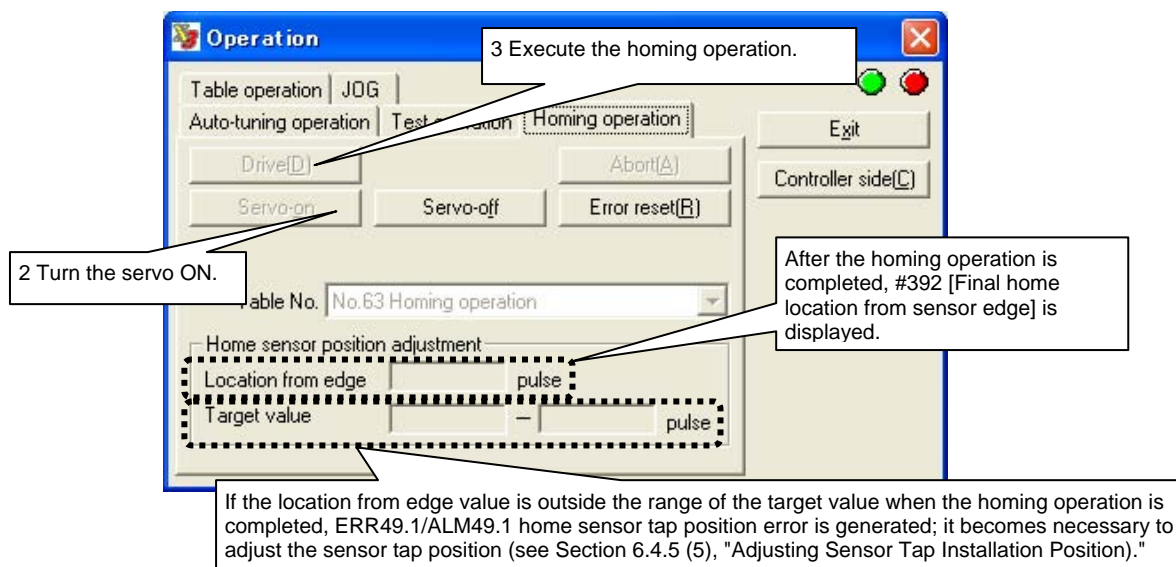 Operation
3 Execute the homing operation.
Table operation
JOG
Auto-tuning operation
Homing operation
Exit
Drive(D)
Abort(A)
Controller side(C)
Servo-on
Servo-off
Error reset(R)
2 Turn the servo ON.
After the homing operation is
completed, #392 [Final home
location from sensor edge] is
displayed.
No.
No.63 Homing operation
Home sensor position adjustment
Location from edge
pulse
Target value
–
pulse
If the location from edge value is outside the range of the target value when the homing operation is
completed, ERR49.1/ALM49.1 home sensor tap position error is generated; it becomes necessary to
adjust the sensor tap position (see Section 6.4.5 (5), "Adjusting Sensor Tap Installation Position)."